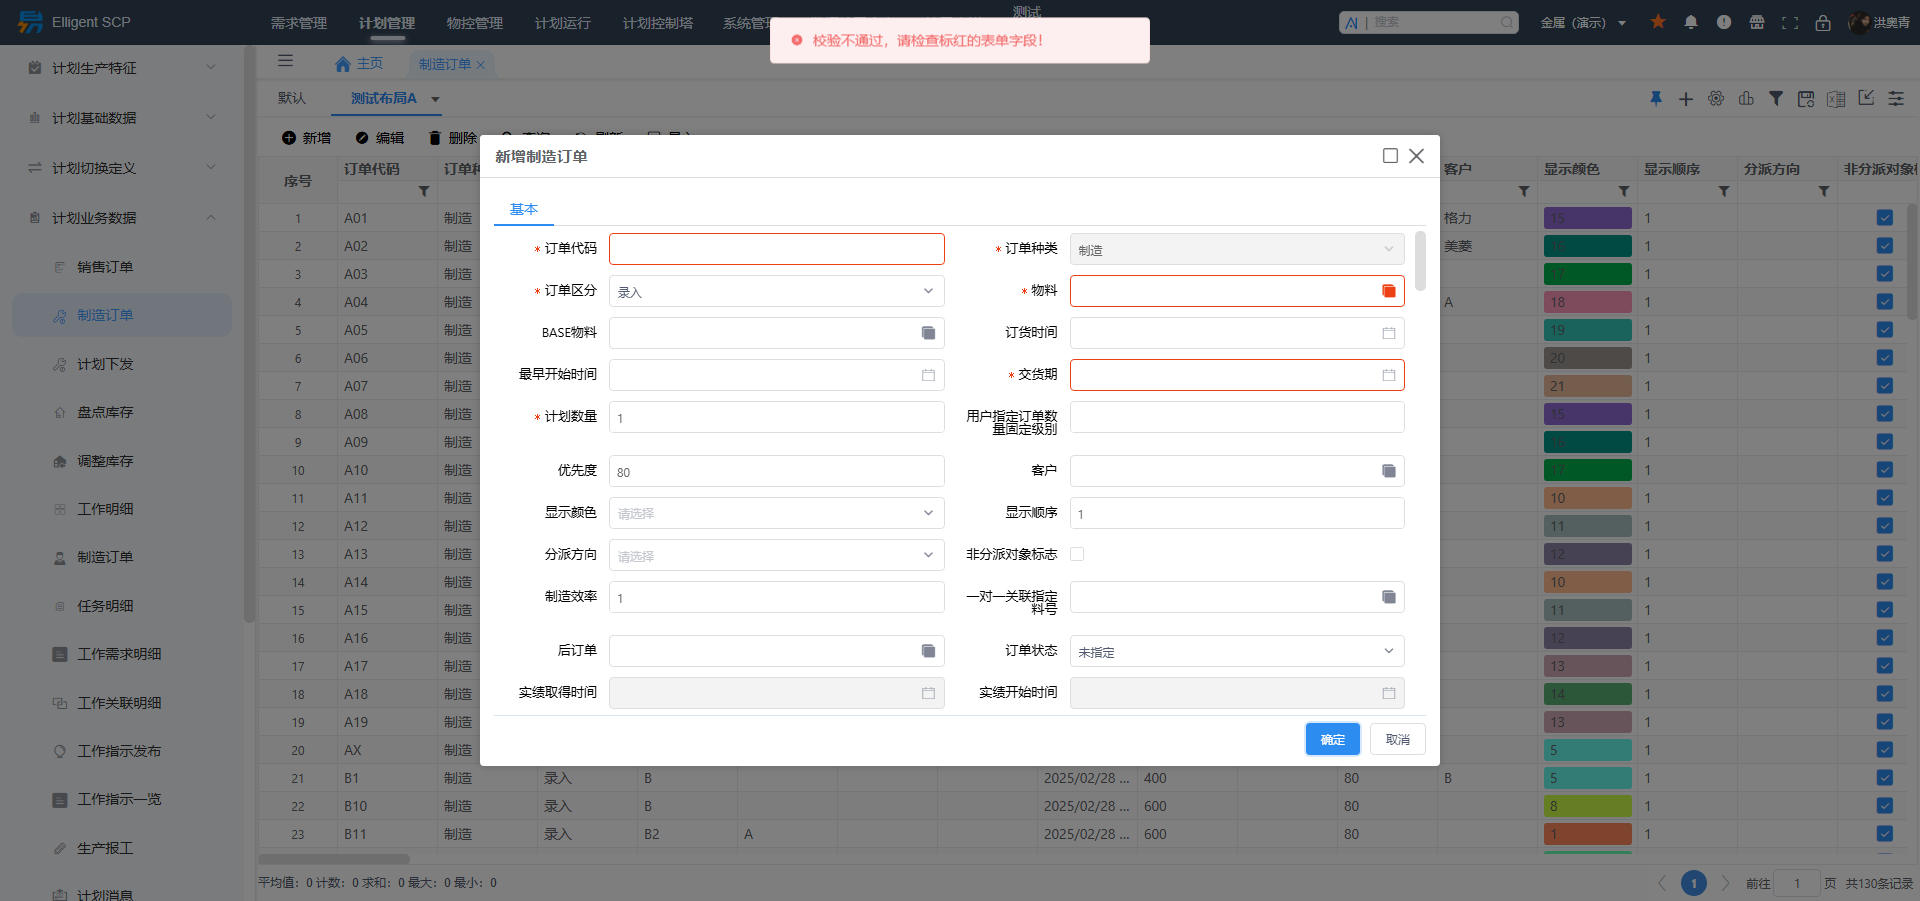 Elligent SCP
需求管理 计划管理 物控管理 计划运行 计划控制塔 系统管理
测试
AI | 搜索
金属（演示）
洪奥青
校验不通过，请检查标红的表单字段！
计划生产特征
计划基础数据
计划切换定义
计划业务数据
销售订单
制造订单
计划下发
盘点库存
调整库存
工作明细
制造订单
任务明细
工作需求明细
工作关联明细
工作指示发布
工作指示一览
生产报工
计划消息
主页 制造订单
默认 测试布局A
新增 编辑 删除
序号 订单代码 客户 显示颜色 显示顺序 分派方向
1 A01 制造 格力 15 1
2 A02 制造 美菱 1
3 A03 制造 17 1
4 A04 制造 A 18 1
5 A05 制造 19 1
6 A06 制造 20 1
7 A07 制造 21 1
8 A08 制造 15 1
9 A09 制造 1
10 A10 制造 17 1
11 A11 制造 10 1
12 A12 制造 11 1
13 A13 制造 12 1
14 A14 制造 10 1
15 A15 制造 11 1
16 A16 制造 12 1
17 A17 制造 13 1
18 A18 制造 14 1
19 A19 制造 13 1
20 AX 制造 5 1
21 B1 制造 录入 B 2025/02/28 ... 400 80 B 5 1
22 B10 制造 录入 B 2025/02/28 ... 600 80 8 1
23 B11 制造 录入 B2 A 2025/02/28 ... 600 80 1 1
平均值：0 计数：0 求和：0 最大：0 最小：0
1 前往 1 页 共130条记录
新增制造订单
基本
* 订单代码
* 订单种类 制造
* 订单区分 录入
* 物料
BASE物料
订货时间
最早开始时间
* 交货期
* 计划数量 1
用户指定订单数
量固定级别
优先度 80
客户
显示颜色 请选择
显示顺序 1
分派方向 请选择
非分派对象标志
制造效率 1
一对一关联指定
料号
后订单
订单状态 未指定
实绩取得时间
实绩开始时间
确定 取消